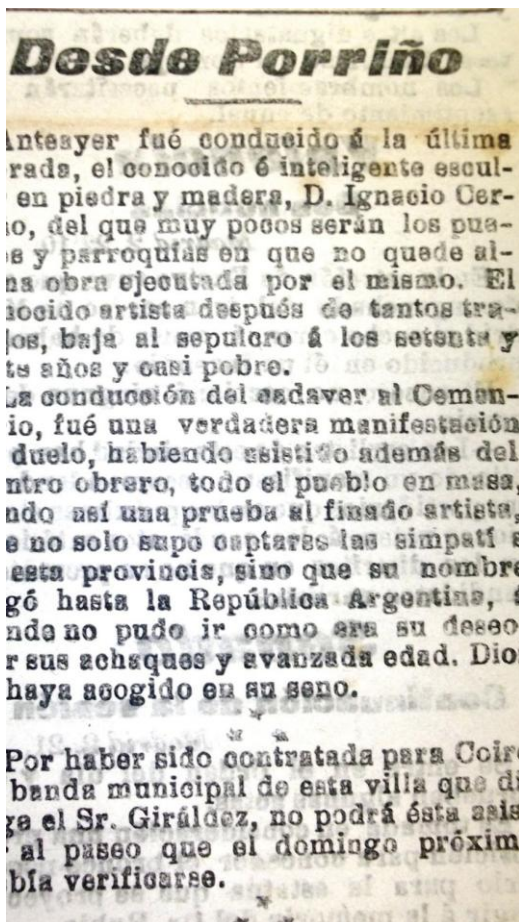 Desde Porriño
Antesayer fué conducido á la última
rada, el conocido é inteligente escul-
en piedra y madera, D. Ignacio Cer-
no, del que muy pocos serán los pue-
os y parroquias en que no quede al-
na obra ejecutada por el mismo. El
nocido artista después de tantos tra-
jos, baja al sepulcro á los setenta y
te años y casi pobre.
La conducción del cadaver al Cemen-
io, fué una verdadera manifestación
duelo, habiendo asistido además del
ntro obrero, todo el pueblo en masa,
ndo así una prueba al finado artista,
e no solo supo captarse las simpatí s
esta provincia, sino que su nombre
gó hasta la República Argentina, á
nde no pudo ir como era su deseo
r sus achaques y avanzada edad. Dios
haya acogido en su seno.
* * *
Por haber sido contratada para Coiro
banda municipal de esta villa que di
ge el Sr. Giráldez, no podrá ésta asis
al paseo que el domingo próxim
bía verificarse.
*